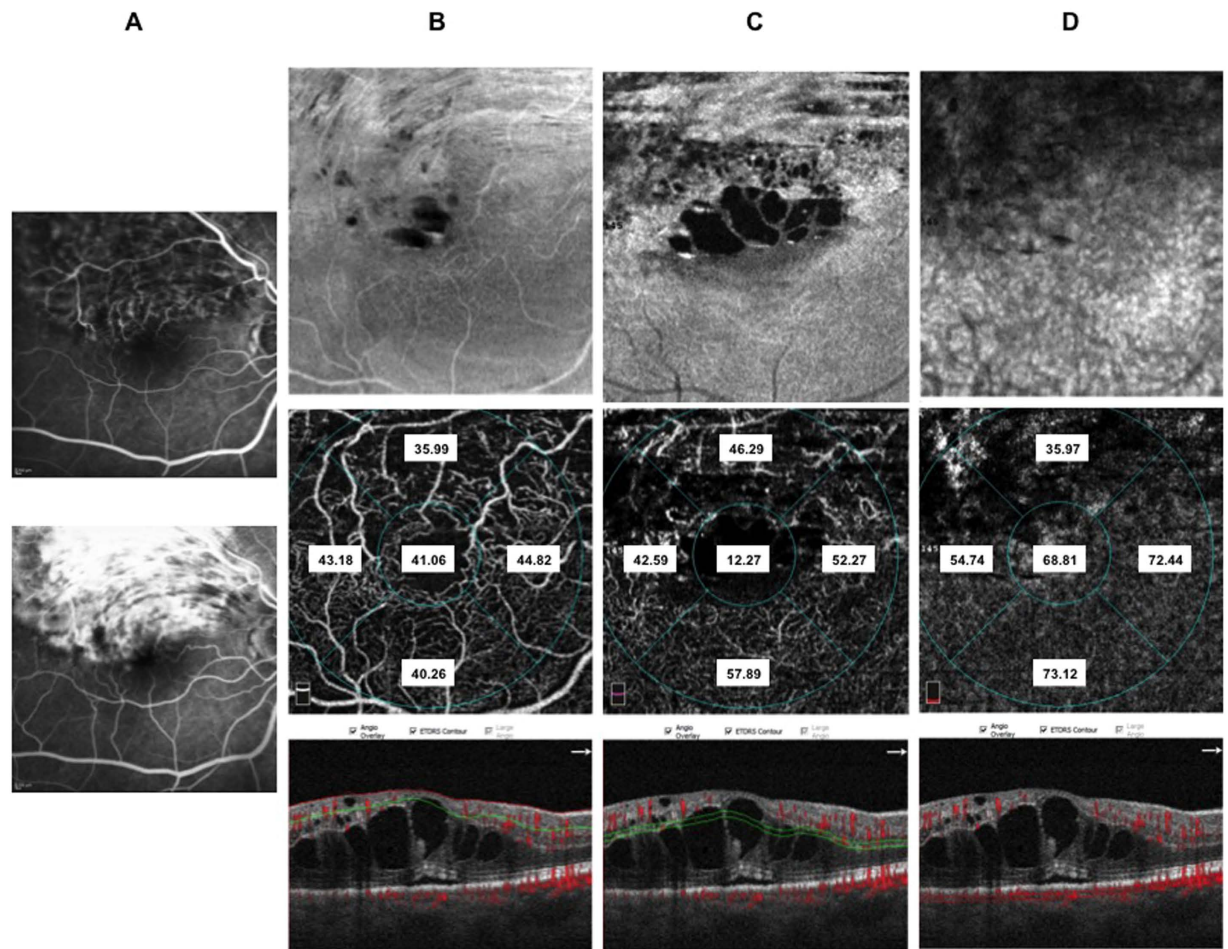 A B C D
35.99 46.29 35.97
43.18 41.06 44.82 42.59 12.27 52.27 54.74 68.81 72.44
40.26 57.89 73.12
Angio Overlay ETDRS Contour Large Angio Angio Overlay ETDRS Contour Large Angio Angio Overlay ETDRS Contour Large Angio